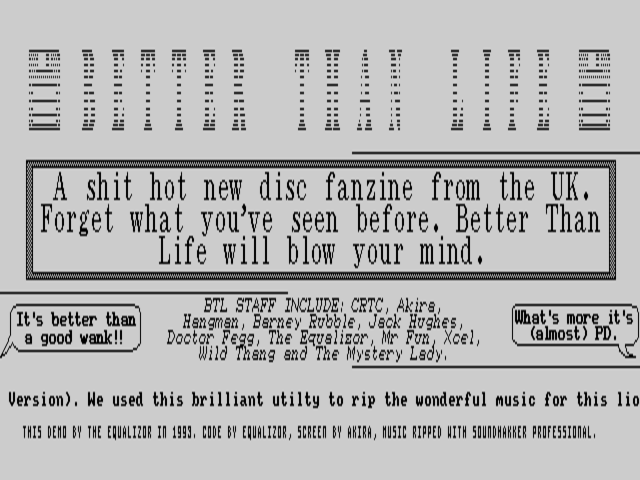 BETTER THAN LIFE
A shit hot new disc fanzine from the UK.
Forget what you've seen before. Better Than
Life will blow your mind.
BTL STAFF INCLUDE: CRTC, Akira,
Hangman, Barney Rubble, Jack Hughes,
Doctor Fegg, The Equalizor, Mr Fun, Xcel,
Wild Thang and The Mystery Lady.
It's better than
a good wank!!
What's more it's
(almost) PD.
Version). We used this brilliant utilty to rip the wonderful music for this lio
THIS DEMO BY THE EQUALIZOR IN 1993. CODE BY EQUALIZOR, SCREEN BY AKIRA, MUSIC RIPPED WITH SOUNDHAKKER PROFESSIONAL.